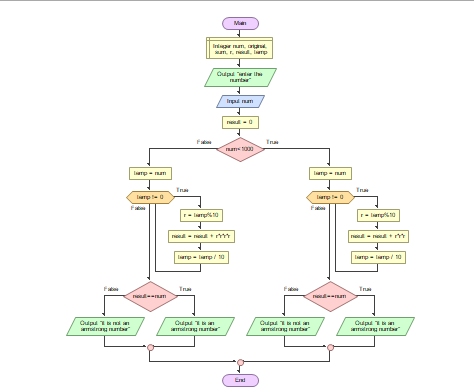 Main
Integer num, original,
sum, r, result, temp
Output "enter the
number"
Input num
result = 0
False
num<1000
True
temp = num
temp = num
temp != 0
True
temp != 0
True
False
False
r = temp%10
r = temp%10
result = result + r*r*r*r
result = result + r*r*r
temp = temp / 10
temp = temp / 10
False
result==num
True
False
result==num
True
Output "it is not an
armstrong number"
Output "it is an
armstrong number"
Output "it is not an
armstrong number"
Output "it is an
armstrong number"
End